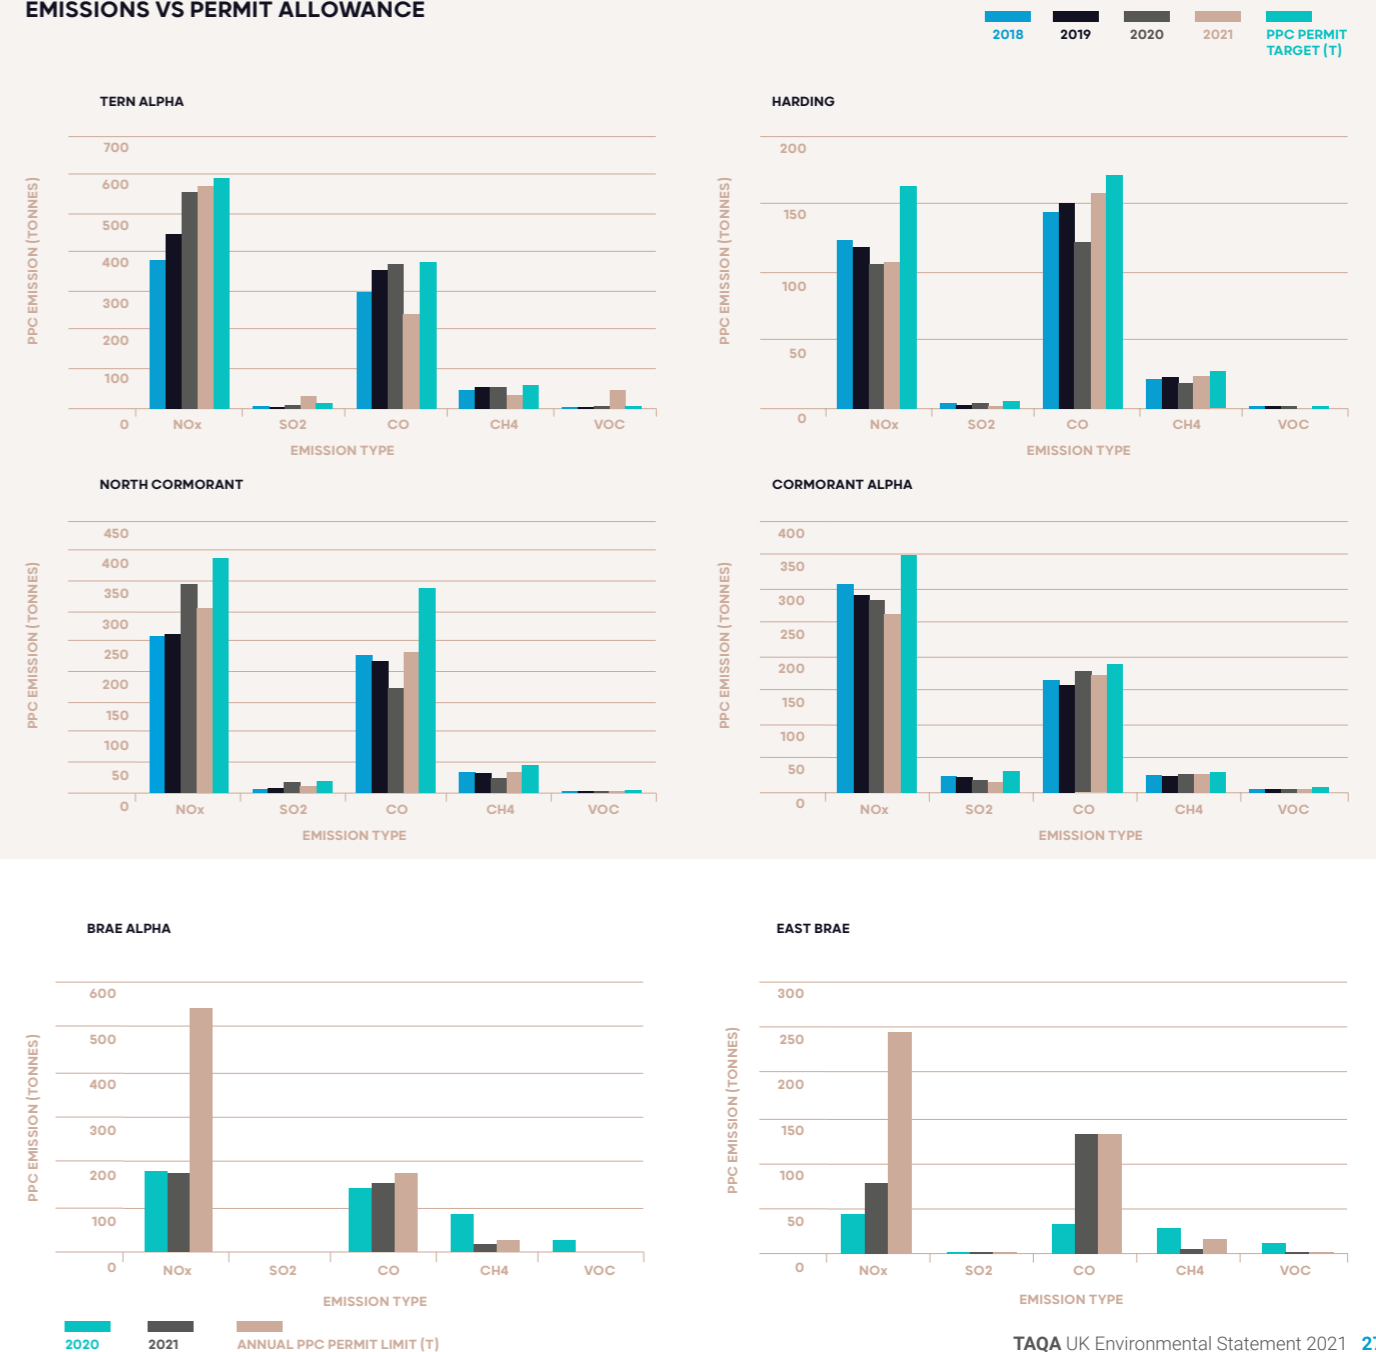 EMISSIONS VS PERMIT ALLOWANCE
2018 2019 2020 2021 PPC PERMIT
TARGET (T)
TERN ALPHA
PPC EMISSION (TONNES)
700
600
500
400
300
200
100
0
NOx SO2 CO CH4 VOC
EMISSION TYPE
HARDING
PPC EMISSION (TONNES)
200
150
100
50
0
NOx SO2 CO CH4 VOC
EMISSION TYPE
NORTH CORMORANT
PPC EMISSION (TONNES)
450
400
350
300
250
200
150
100
50
0
NOx SO2 CO CH4 VOC
EMISSION TYPE
CORMORANT ALPHA
PPC EMISSION (TONNES)
400
350
300
250
200
150
100
50
0
NOx SO2 CO CH4 VOC
EMISSION TYPE
BRAE ALPHA
PPC EMISSION (TONNES)
600
500
400
300
200
100
0
NOx SO2 CO CH4 VOC
EMISSION TYPE
EAST BRAE
PPC EMISSION (TONNES)
300
250
200
150
100
50
0
NOx SO2 CO CH4 VOC
EMISSION TYPE
2020 2021 ANNUAL PPC PERMIT LIMIT (T)
TAQA UK Environmental Statement 2021 27